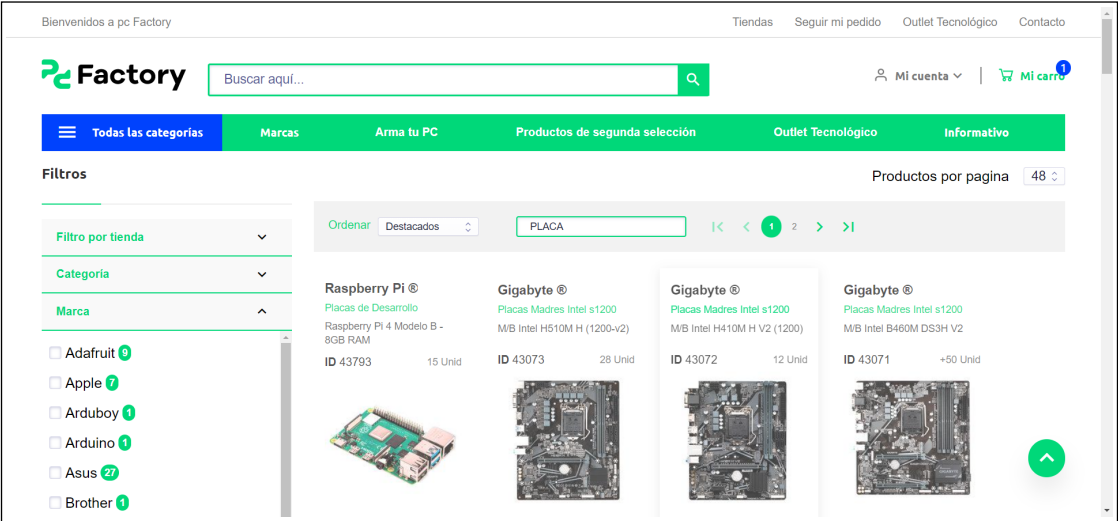 Bienvenidos a pc Factory
Tiendas Seguir mi pedido Outlet Tecnológico Contacto
Pc Factory
Buscar aquí...
Mi cuenta
Mi carro
1
Todas las categorías Marcas Arma tu PC Productos de segunda selección Outlet Tecnológico Informativo
Filtros
Productos por pagina 48
Filtro por tienda
Categoría
Marca
Adafruit 9
Apple 7
Arduboy 1
Arduino 1
Asus 27
Brother 1
Ordenar Destacados PLACA 1 2
Raspberry Pi ®
Placas de Desarrollo
Raspberry Pi 4 Modelo B -
8GB RAM
ID 43793 15 Unid
Gigabyte ®
Placas Madres Intel s1200
M/B Intel H510M H (1200-v2)
ID 43073 28 Unid
Gigabyte ®
Placas Madres Intel s1200
M/B Intel H410M H V2 (1200)
ID 43072 12 Unid
Gigabyte ®
Placas Madres Intel s1200
M/B Intel B460M DS3H V2
ID 43071 +50 Unid